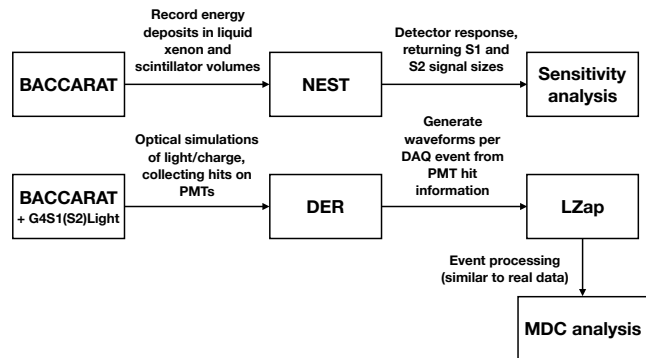 Record energy
deposits in liquid
xenon and
scintillator volumes
Detector response,
returning S1 and
S2 signal sizes
BACCARAT
NEST
Sensitivity
analysis
Optical simulations
of light/charge,
collecting hits on
PMTs
Generate
waveforms per
DAQ event from
PMT hit
information
BACCARAT
+ G4S1(S2)Light
DER
LZap
Event processing
(similar to real data)
MDC analysis